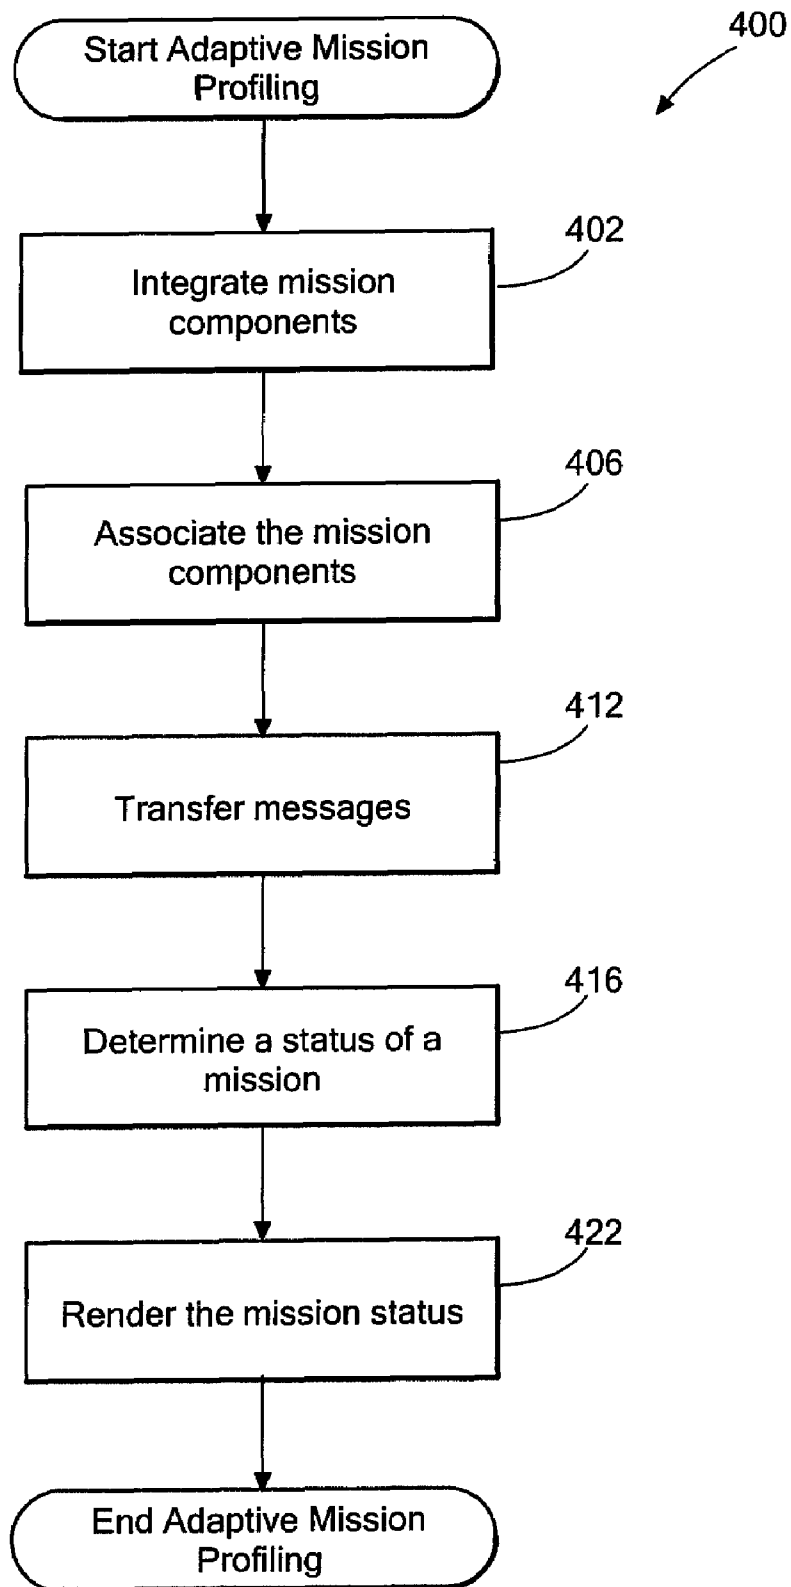 400
Start Adaptive Mission
Profiling
402
Integrate mission
components
406
Associate the mission
components
412
Transfer messages
416
Determine a status of a
mission
422
Render the mission status
End Adaptive Mission
Profiling